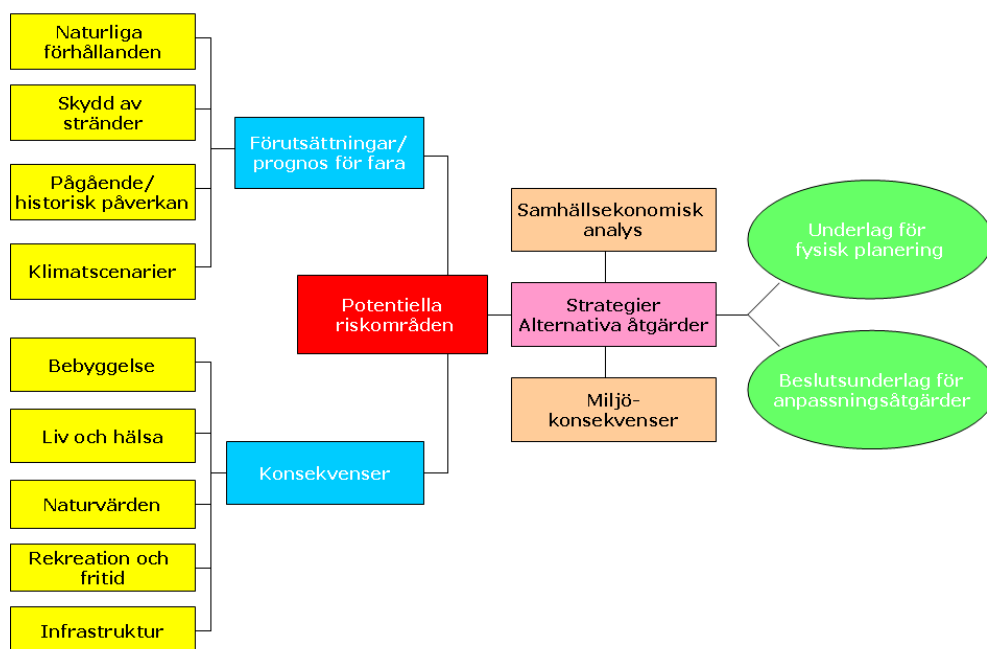 Naturliga
förhållanden
Skydd av
stränder
Pågående/
historisk påverkan
Klimatscenarier
Förutsättningar/
prognos för fara
Potentiella
riskområden
Bebyggelse
Liv och hälsa
Naturvärden
Rekreation och
fritid
Infrastruktur
Konsekvenser
Samhällsekonomisk
analys
Strategier
Alternativa åtgärder
Miljö-
konsekvenser
Underlag för
fysisk planering
Beslutsunderlag för
anpassningsåtgärder